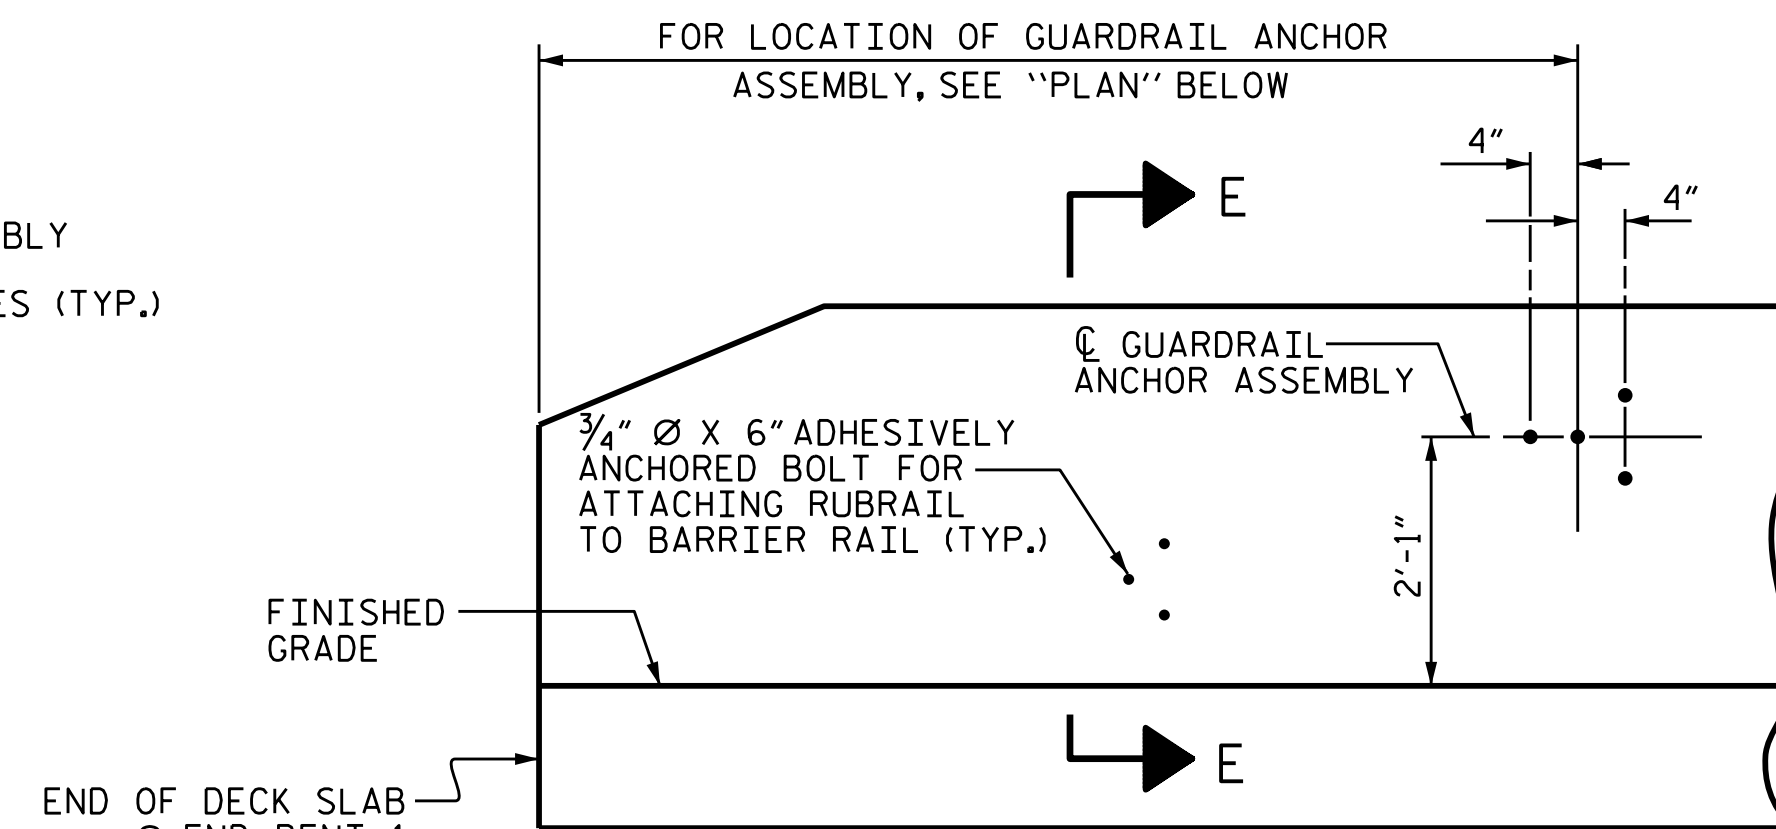 FOR LOCATION OF GUARDRAIL ANCHOR
ASSEMBLY, SEE "PLAN" BELOW
4"
4"
E
BLY
ES (TYP.)
℄ GUARDRAIL
ANCHOR ASSEMBLY
3/4" Ø X 6" ADHESIVELY
ANCHORED BOLT FOR
ATTACHING RUBRAIL
TO BARRIER RAIL (TYP.)
2'-1"
FINISHED
GRADE
E
END OF DECK SLAB
@ END BENT